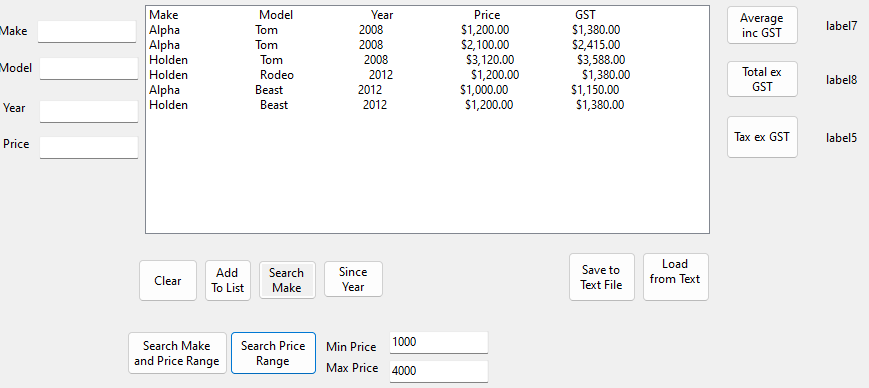 Make Model Year Price GST
Alpha Tom 2008 $1,200.00 $1,380.00
Alpha Tom 2008 $2,100.00 $2,415.00
Holden Tom 2008 $3,120.00 $3,588.00
Holden Rodeo 2012 $1,200.00 $1,380.00
Alpha Beast 2012 $1,000.00 $1,150.00
Holden Beast 2012 $1,200.00 $1,380.00
Make
Model
Year
Price
Average
inc GST
label7
Total ex
GST
label8
Tax ex GST
label5
Clear
Add
To List
Search
Make
Since
Year
Save to
Text File
Load
from Text
Search Make
and Price Range
Search Price
Range
Min Price 1000
Max Price 4000